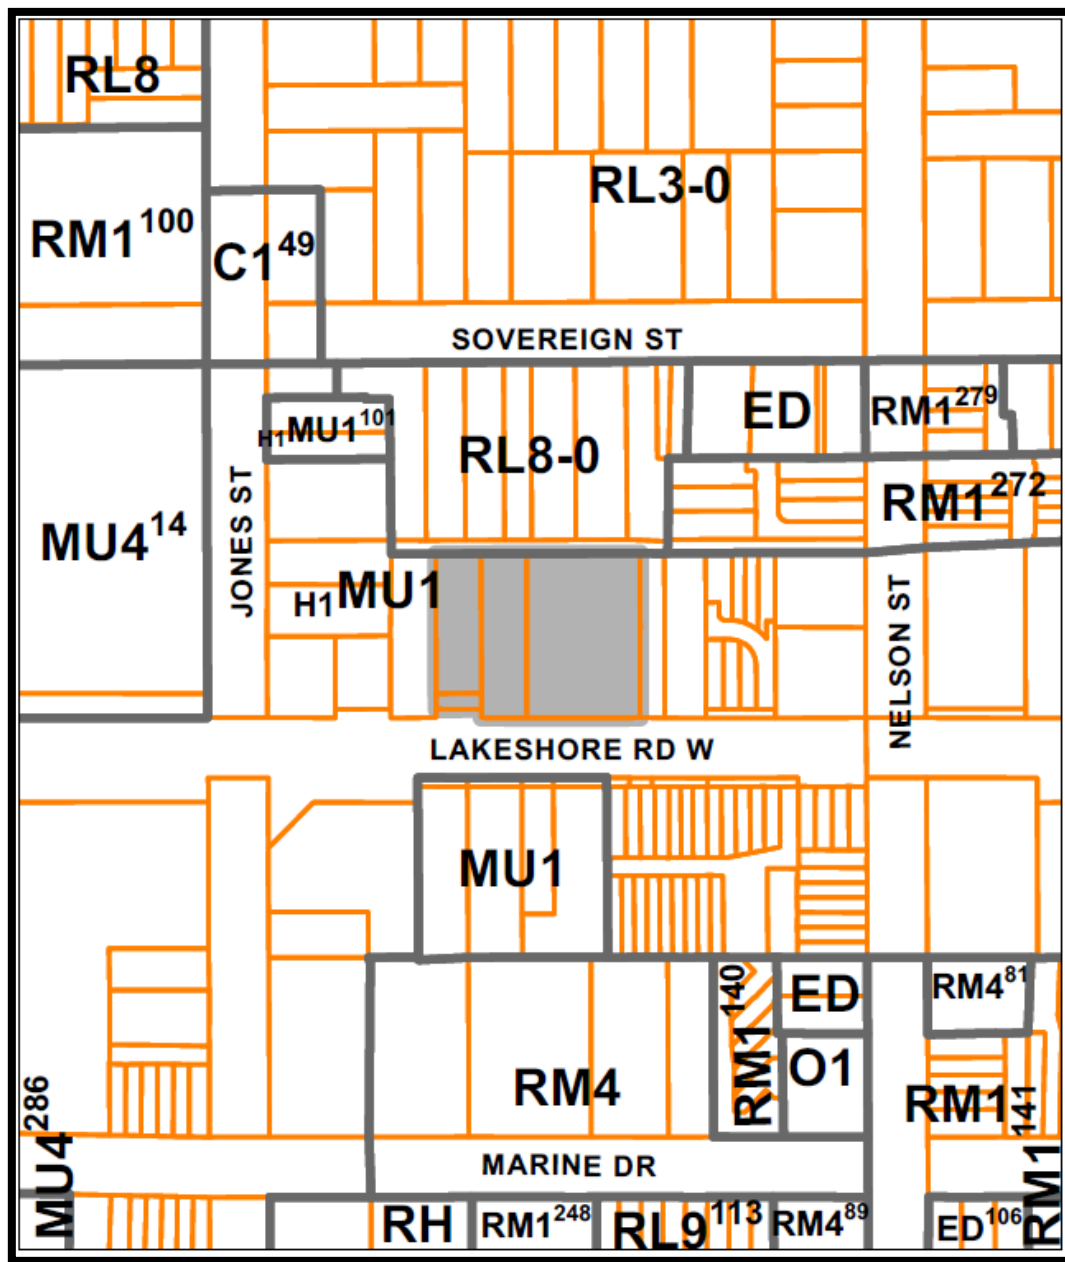 RL8
RL3-0
RM1100
C149
SOVEREIGN ST
ED
RM1279
H1MU1101
RL8-0
RM1272
MU414
JONES ST
H1MU1
NELSON ST
LAKESHORE RD W
MU1
RM1140
ED
RM481
O1
RM4
RM1
MU4286
RM1141
MARINE DR
RH
RM1248
RL9113
RM489
ED106